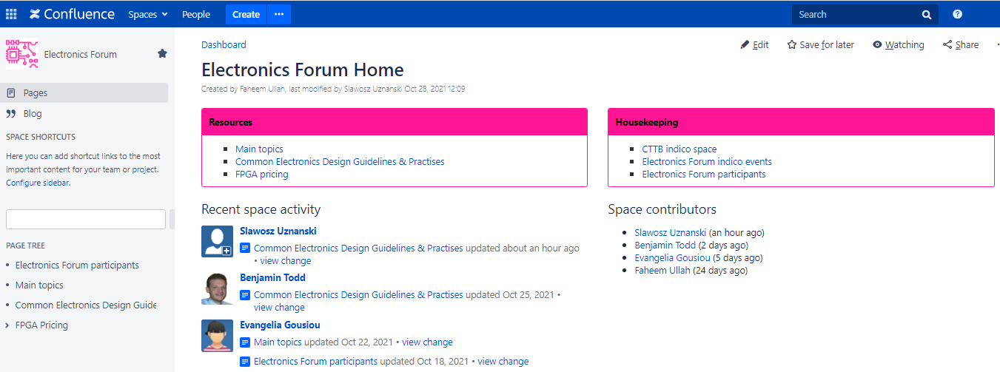 Confluence Spaces People Create ••• Search
Electronics Forum
Pages
Blog
SPACE SHORTCUTS
Here you can add shortcut links to the most
important content for your team or project.
Configure sidebar.
PAGE TREE
Electronics Forum participants
Main topics
Common Electronics Design Guide
FPGA Pricing
Dashboard
Edit Save for later Watching Share
Electronics Forum Home
Created by Faheem Ullah, last modified by Slawosz Uznanski Oct 28, 2021 12:09
Resources
Main topics
Common Electronics Design Guidelines & Practises
FPGA pricing
Housekeeping
CTTB indico space
Electronics Forum indico events
Electronics Forum participants
Recent space activity
Slawosz Uznanski
Common Electronics Design Guidelines & Practises updated about an hour ago
• view change
Benjamin Todd
Common Electronics Design Guidelines & Practises updated Oct 25, 2021 •
view change
Evangelia Gousiou
Main topics updated Oct 22, 2021 • view change
Electronics Forum participants updated Oct 18, 2021 • view change
Space contributors
Slawosz Uznanski (an hour ago)
Benjamin Todd (2 days ago)
Evangelia Gousiou (5 days ago)
Faheem Ullah (24 days ago)